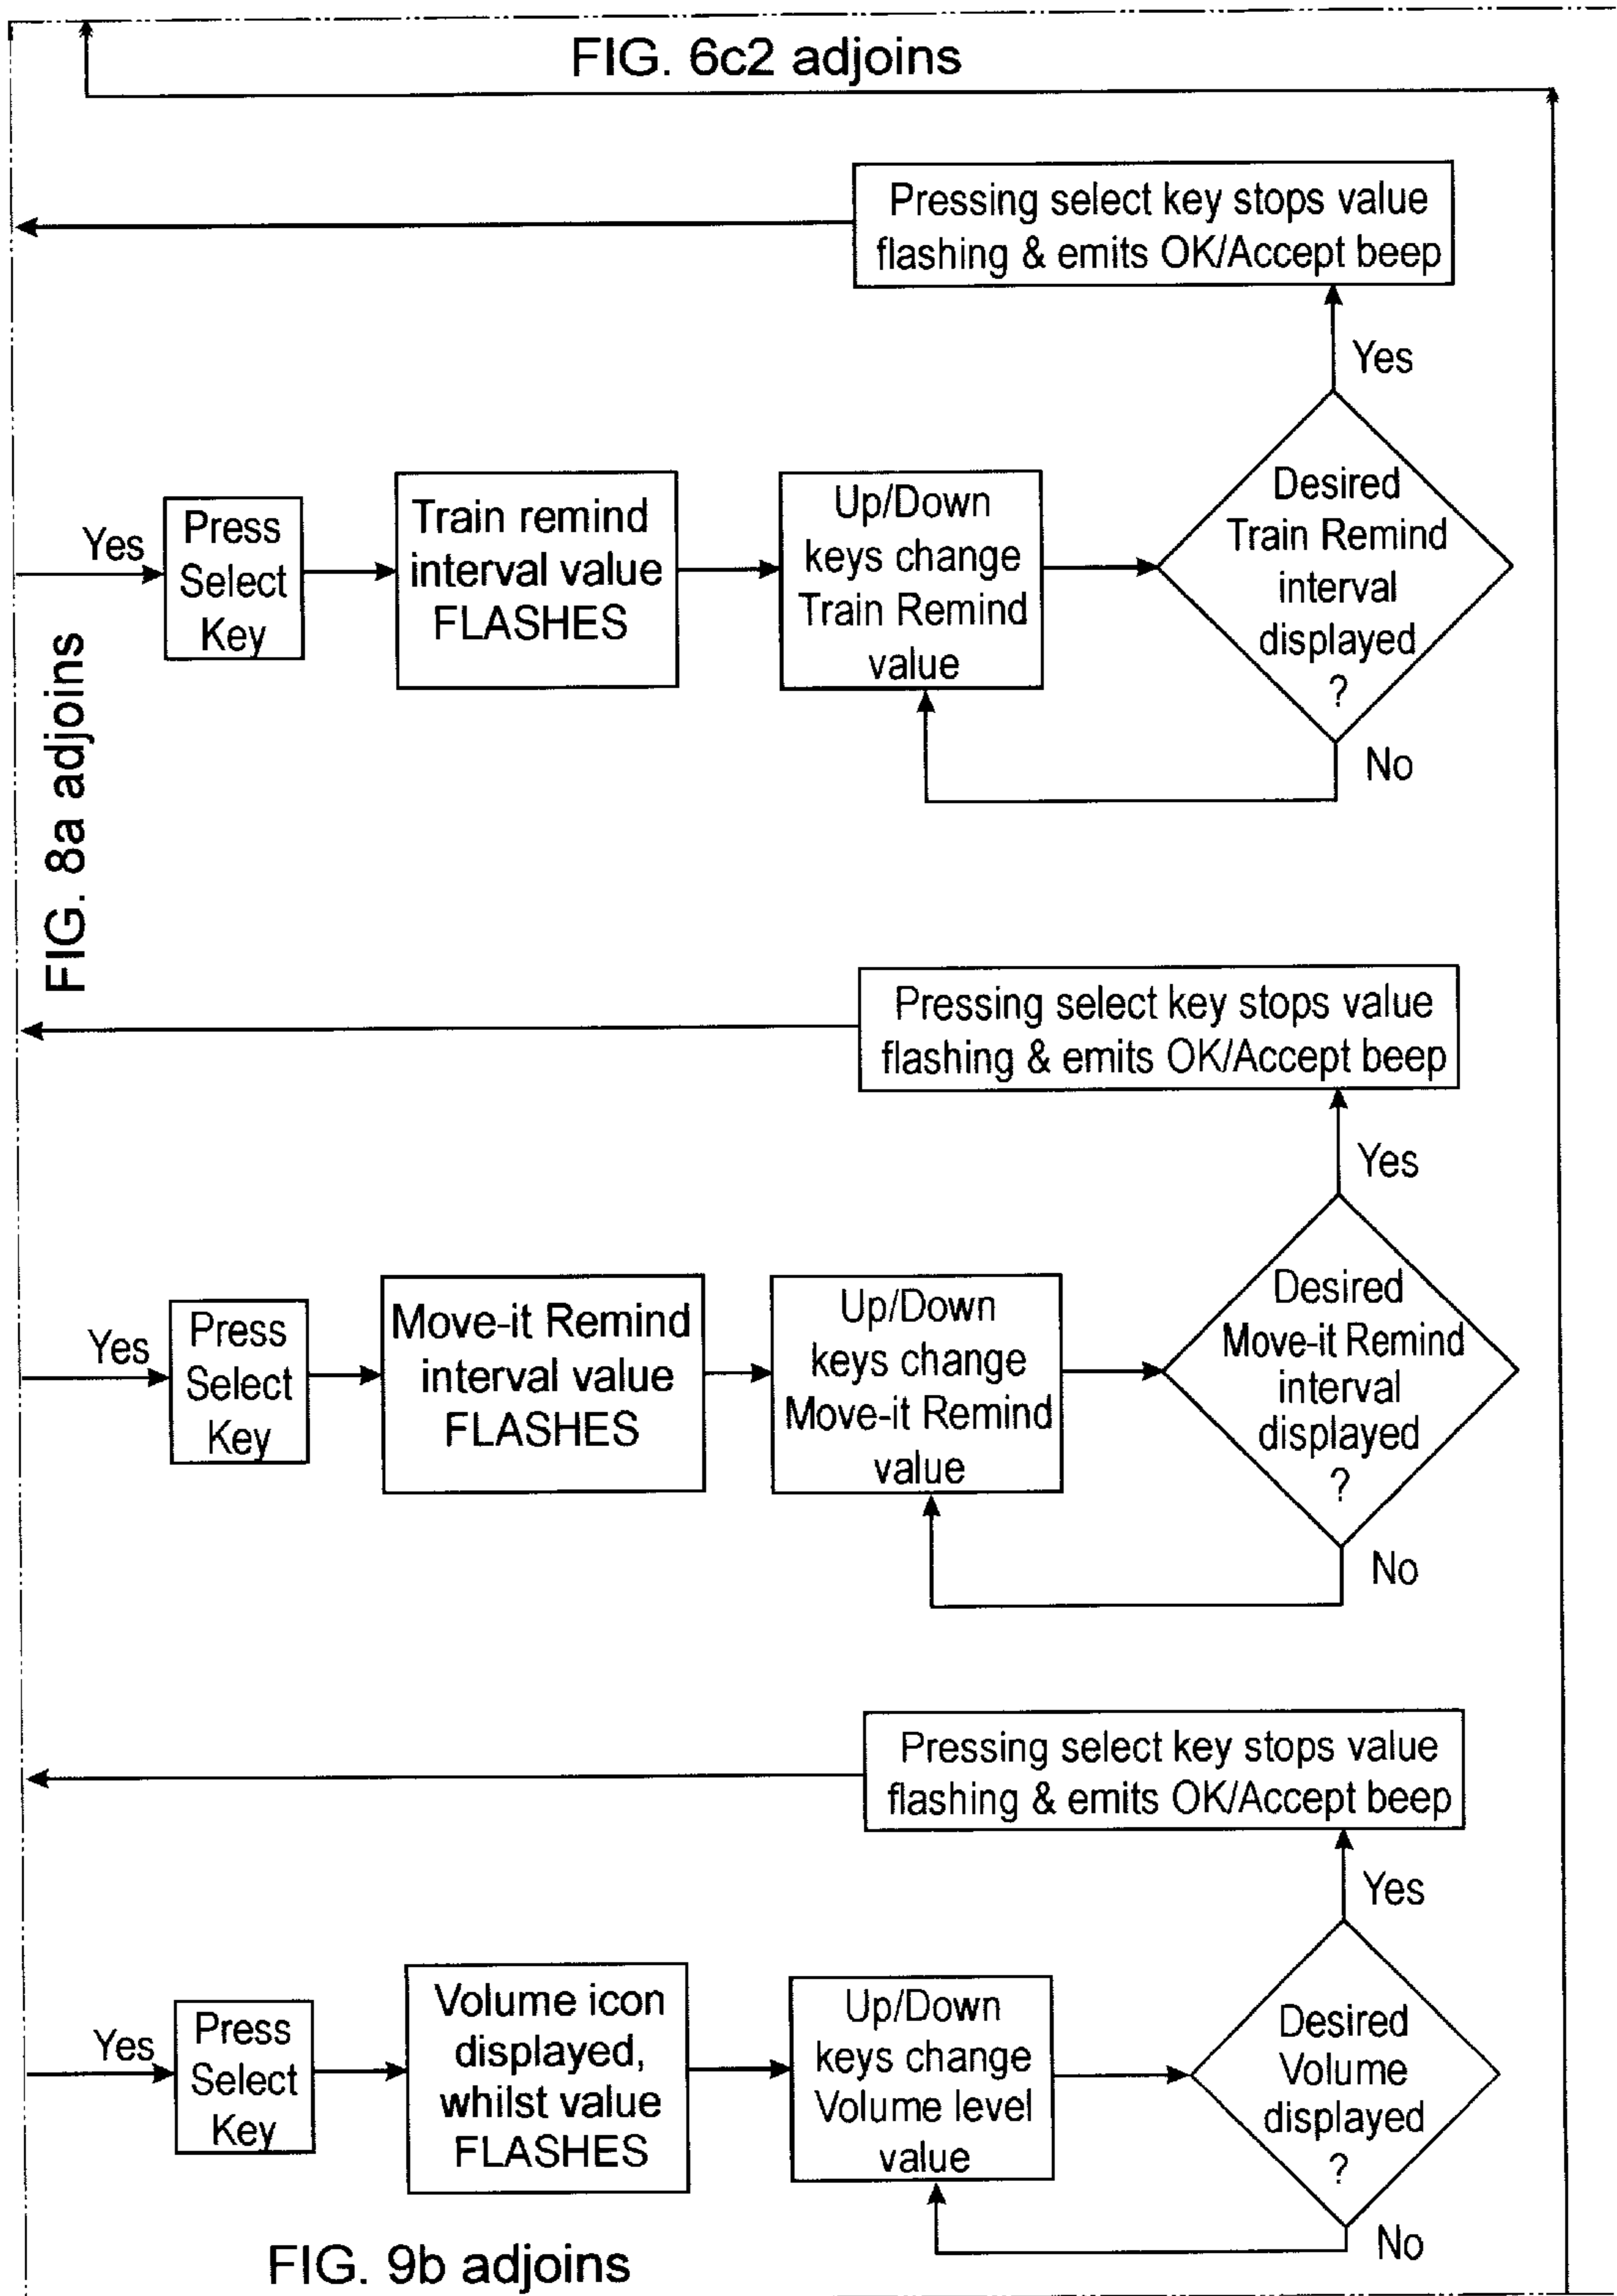 FIG. 6c2 adjoins
Pressing select key stops value
flashing & emits OK/Accept beep
Yes
Yes
Press
Select
Key
Train remind
interval value
FLASHES
Up/Down
keys change
Train Remind
value
Desired
Train Remind
interval
displayed
?
No
FIG. 8a adjoins
Pressing select key stops value
flashing & emits OK/Accept beep
Yes
Yes
Press
Select
Key
Move-it Remind
interval value
FLASHES
Up/Down
keys change
Move-it Remind
value
Desired
Move-it Remind
interval
displayed
?
No
Pressing select key stops value
flashing & emits OK/Accept beep
Yes
Yes
Press
Select
Key
Volume icon
displayed,
whilst value
FLASHES
Up/Down
keys change
Volume level
value
Desired
Volume
displayed
?
No
FIG. 9b adjoins